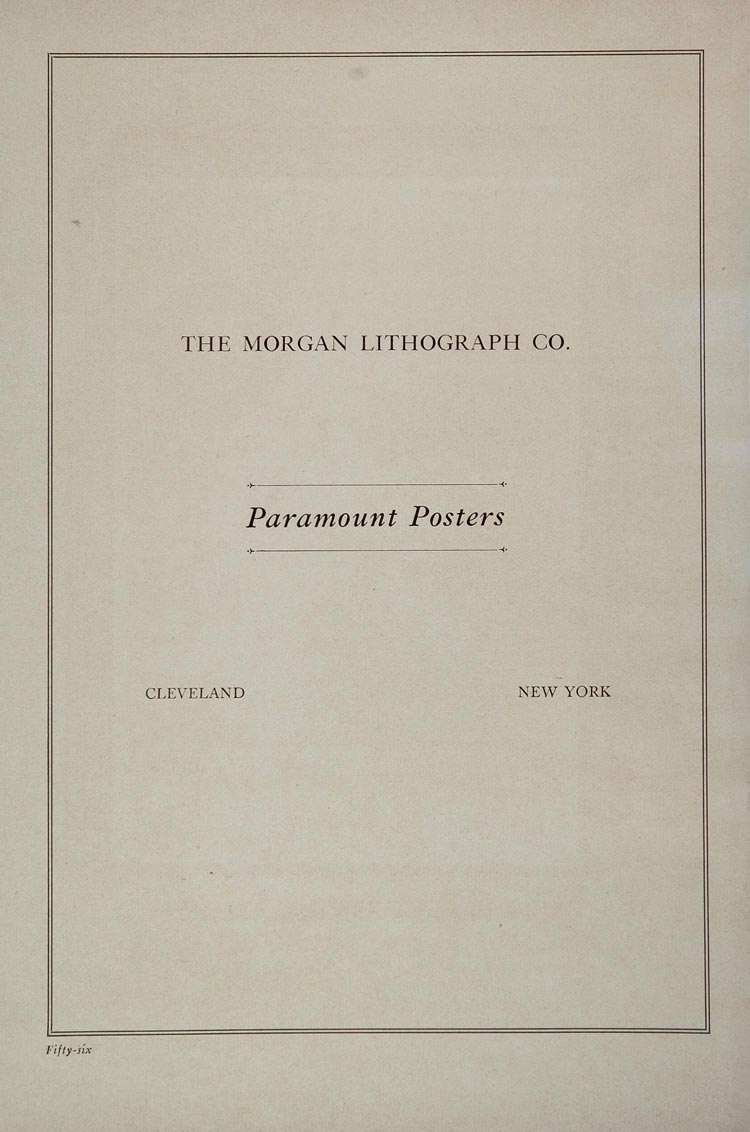 THE MORGAN LITHOGRAPH CO.
Paramount Posters
CLEVELAND
NEW YORK
Fifty-six